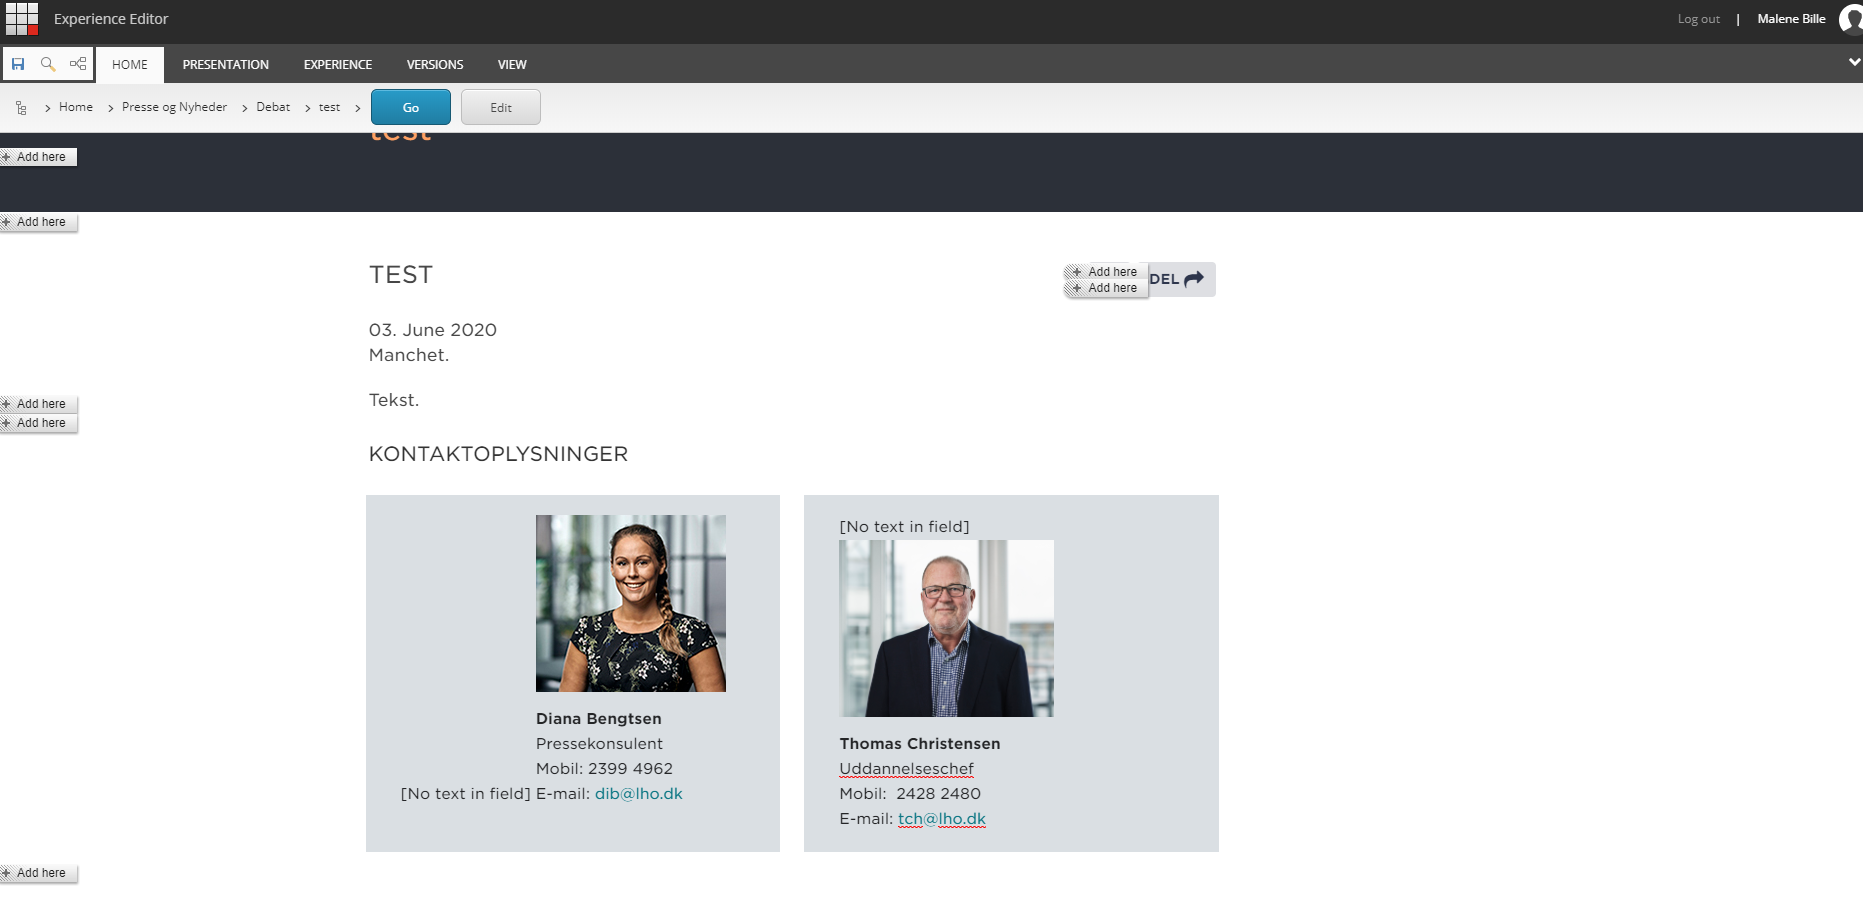 Experience Editor
Log out | Malene Bille
HOME PRESENTATION EXPERIENCE VERSIONS VIEW
Home Presse og Nyheder Debat test Go Edit
test
+ Add here
+ Add here
TEST
+ Add here
+ Add here
DEL
03. June 2020
Manchet.
Tekst.
+ Add here
+ Add here
KONTAKTOPLYSNINGER
Diana Bengtsen
Pressekonsulent
Mobil: 2399 4962
[No text in field] E-mail: dib@lho.dk
[No text in field]
Thomas Christensen
Uddannelseschef
Mobil: 2428 2480
E-mail: tch@lho.dk
+ Add here